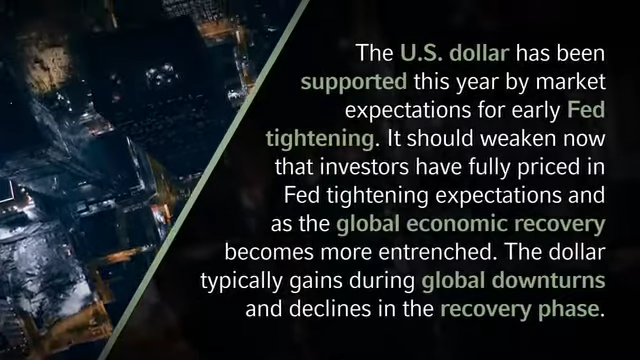 The U.S. dollar has been
supported this year by market
expectations for early Fed
tightening. It should weaken now
that investors have fully priced in
Fed tightening expectations and
as the global economic recovery
becomes more entrenched. The dollar
typically gains during global downturns
and declines in the recovery phase.